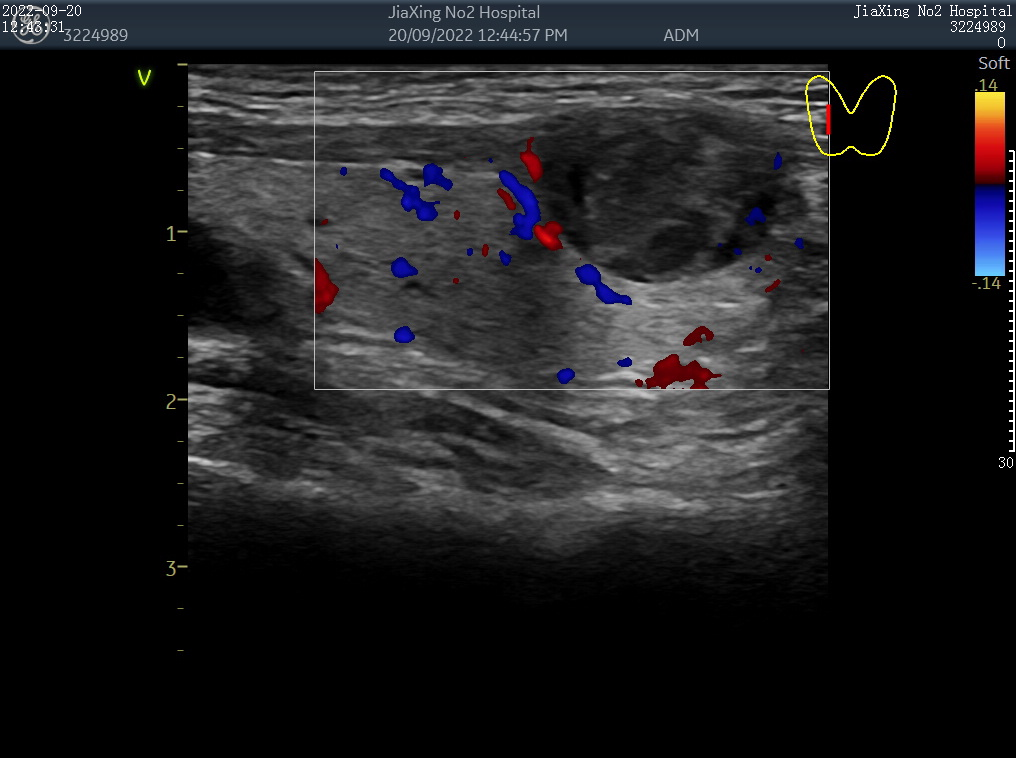 2022-09-20
12:43:31
3224989
JiaXing No2 Hospital
20/09/2022 12:44:57 PM
ADM
JiaXing No2 Hospital
3224989
0
Soft
.14
-.14
V
1
2
3
30